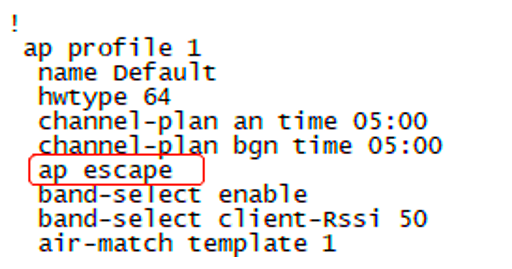 !
ap profile 1
name Default
hwtype 64
channel-plan an time 05:00
channel-plan bgn time 05:00
ap escape
band-select enable
band-select client-Rssi 50
air-match template 1